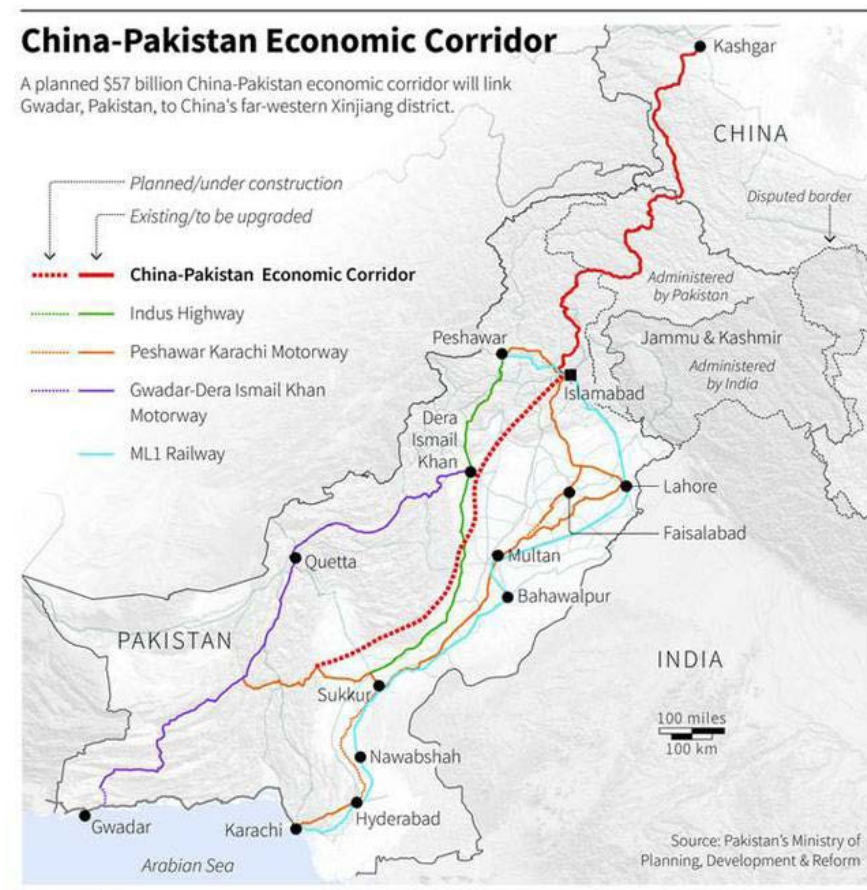 China-Pakistan Economic Corridor
A planned $57 billion China-Pakistan economic corridor will link
Gwadar, Pakistan, to China's far-western Xinjiang district.
Planned/under construction
Existing/to be upgraded
China-Pakistan Economic Corridor
Indus Highway
Peshawar Karachi Motorway
Gwadar-Dera Ismail Khan
Motorway
ML1 Railway
Kashgar
CHINA
Disputed border
Administered
by Pakistan
Peshawar
Jammu & Kashmir
Administered
by India
Islamabad
Dera
Ismail
Khan
Lahore
Faisalabad
Multan
Quetta
Bahawalpur
PAKISTAN
INDIA
Sukkur
100 miles
100 km
Nawabshah
Hyderabad
Gwadar
Karachi
Arabian Sea
Source: Pakistan's Ministry of
Planning, Development & Reform